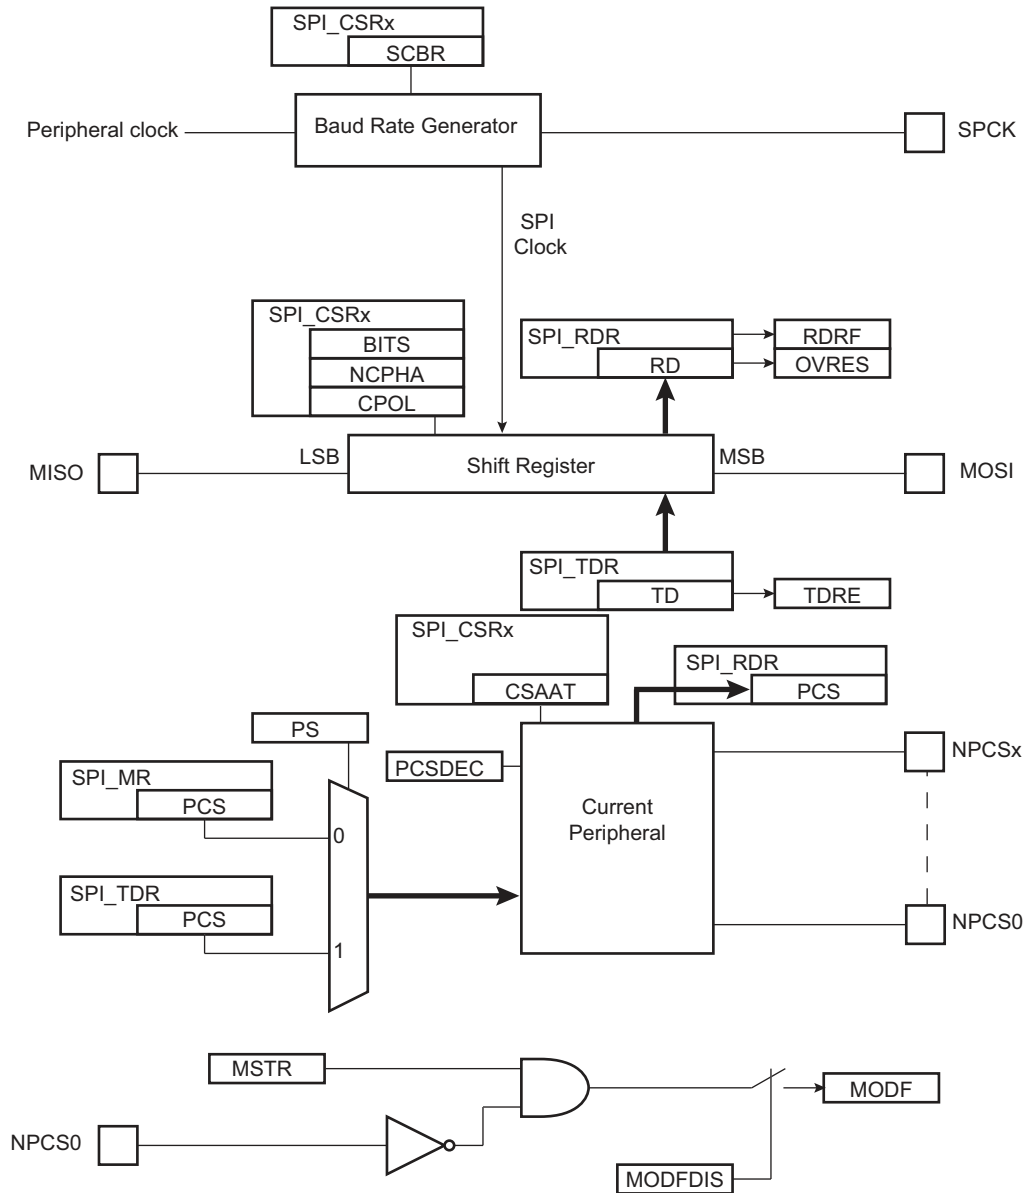 SPI_CSRx
SCBR
Peripheral clock
Baud Rate Generator
SPCK
SPI
Clock
SPI_CSRx
BITS
NCPHA
CPOL
SPI_RDR
RD
RDRF
OVRES
MISO
LSB
Shift Register
MSB
MOSI
SPI_TDR
TD
TDRE
SPI_CSRx
CSAAT
SPI_RDR
PCS
PS
PCSDEC
NPCSx
SPI_MR
PCS
0
Current
Peripheral
SPI_TDR
PCS
1
NPCS0
MSTR
MODF
NPCS0
MODFDIS